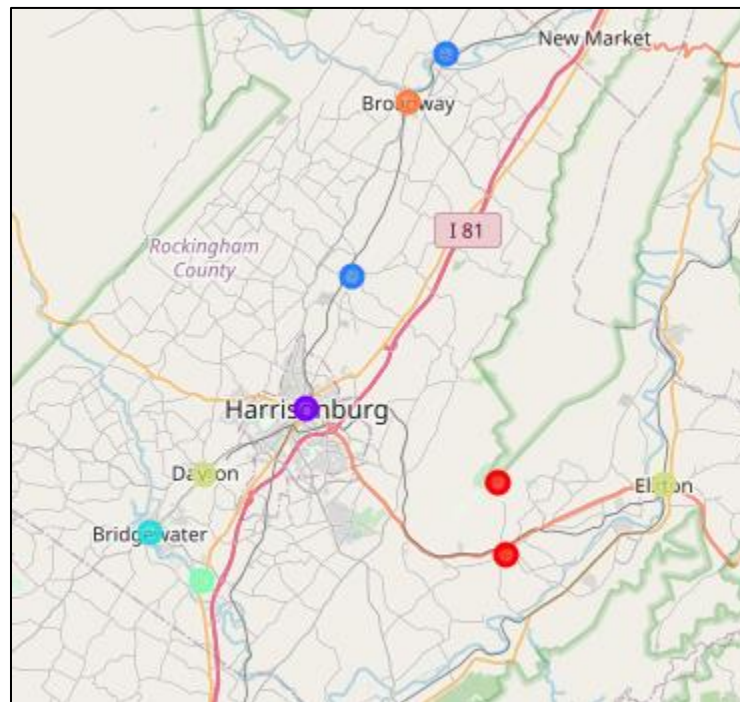 New Market
Broadway
I 81
Rockingham
County
Harrisonburg
Dayton
Elkton
Bridgewater